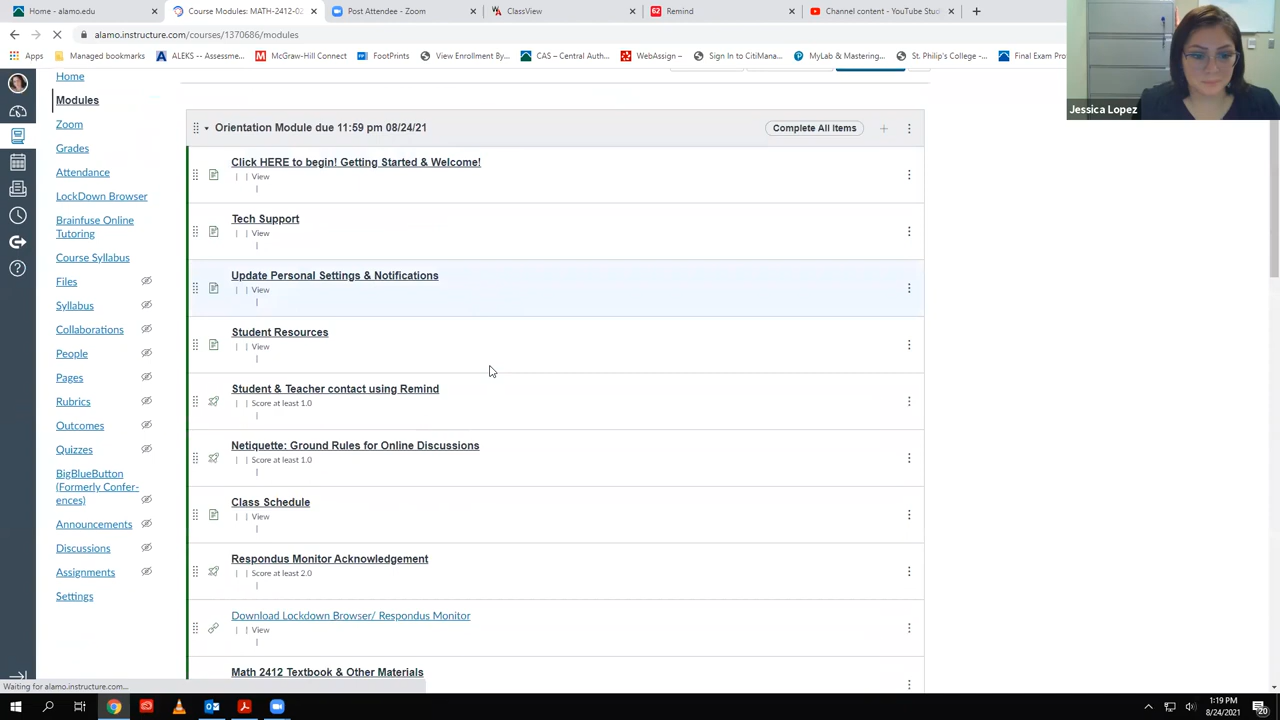 Home - alamo.edu
Course Modules: MATH-2412-02
Post Attendee - Zoom
ClassView
62 Remind
Channel content - YouTube Stud
alamo.instructure.com/courses/1370686/modules
Apps
Managed bookmarks
ALEKS -- Assessme...
McGraw-Hill Connect
FootPrints
View Enrollment By...
CAS – Central Auth...
WebAssign –
Sign In to CitiMana...
MyLab & Mastering...
St. Philip's College -...
Final Exam Pro
Jessica Lopez
Home
Modules
Zoom
Grades
Attendance
LockDown Browser
Brainfuse Online
Tutoring
Course Syllabus
Files
Syllabus
Collaborations
People
Pages
Rubrics
Outcomes
Quizzes
BigBlueButton
(Formerly Confer-
ences)
Announcements
Discussions
Assignments
Settings
Orientation Module due 11:59 pm 08/24/21
Complete All Items
Click HERE to begin! Getting Started & Welcome!
| | View
|
Tech Support
| | View
|
Update Personal Settings & Notifications
| | View
|
Student Resources
| | View
|
Student & Teacher contact using Remind
| | Score at least 1.0
|
Netiquette: Ground Rules for Online Discussions
| | Score at least 1.0
|
Class Schedule
| | View
|
Respondus Monitor Acknowledgement
| | Score at least 2.0
|
Download Lockdown Browser/ Respondus Monitor
| | View
|
Math 2412 Textbook & Other Materials
Waiting for alamo.instructure.com...
1:19 PM
8/24/2021
20